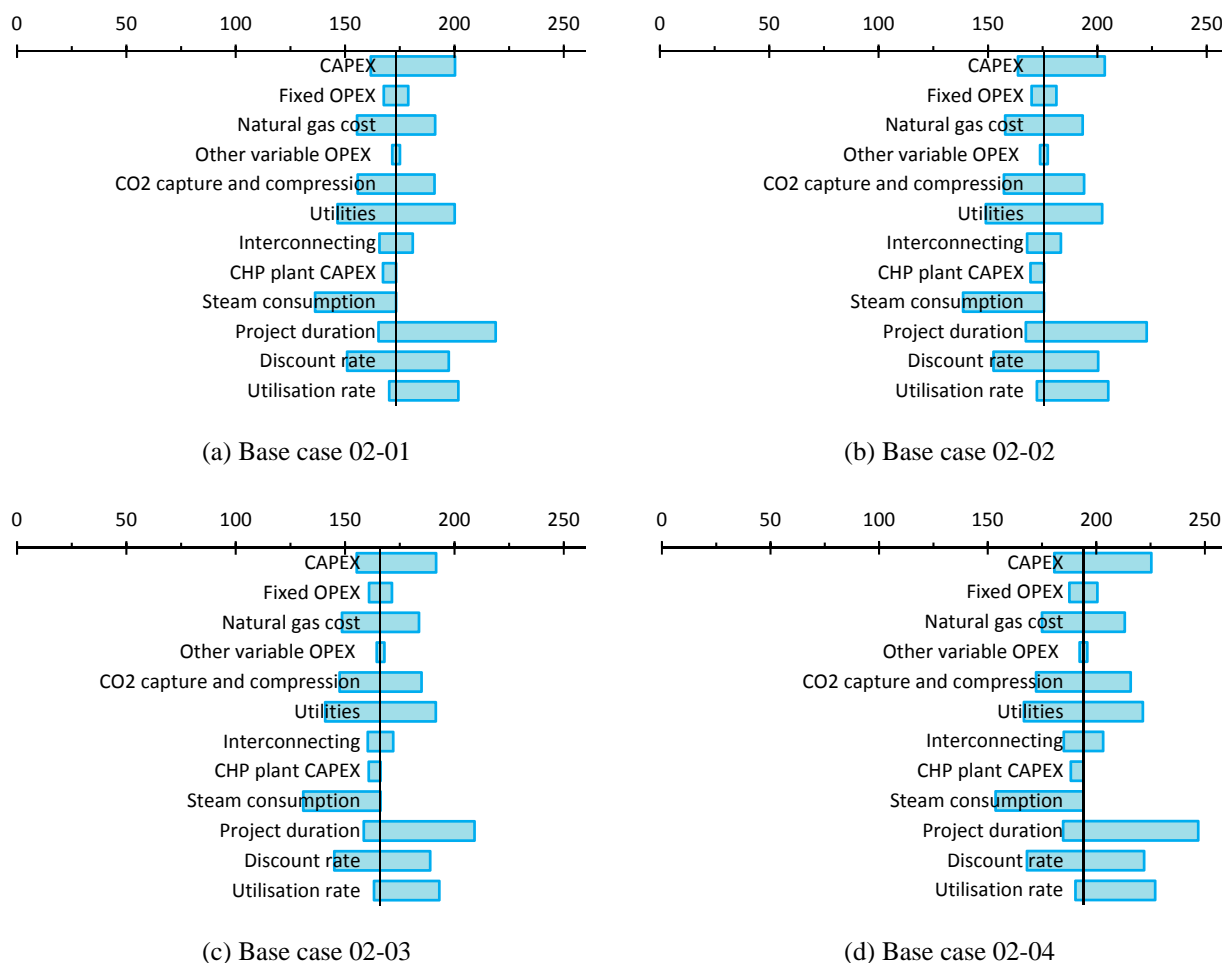 0 50 100 150 200 250
CAPEX
Fixed OPEX
Natural gas cost
Other variable OPEX
CO2 capture and compression
Utilities
Interconnecting
CHP plant CAPEX
Steam consumption
Project duration
Discount rate
Utilisation rate
(a) Base case 02-01
0 50 100 150 200 250
CAPEX
Fixed OPEX
Natural gas cost
Other variable OPEX
CO2 capture and compression
Utilities
Interconnecting
CHP plant CAPEX
Steam consumption
Project duration
Discount rate
Utilisation rate
(b) Base case 02-02
0 50 100 150 200 250
CAPEX
Fixed OPEX
Natural gas cost
Other variable OPEX
CO2 capture and compression
Utilities
Interconnecting
CHP plant CAPEX
Steam consumption
Project duration
Discount rate
Utilisation rate
(c) Base case 02-03
0 50 100 150 200 250
CAPEX
Fixed OPEX
Natural gas cost
Other variable OPEX
CO2 capture and compression
Utilities
Interconnecting
CHP plant CAPEX
Steam consumption
Project duration
Discount rate
Utilisation rate
(d) Base case 02-04